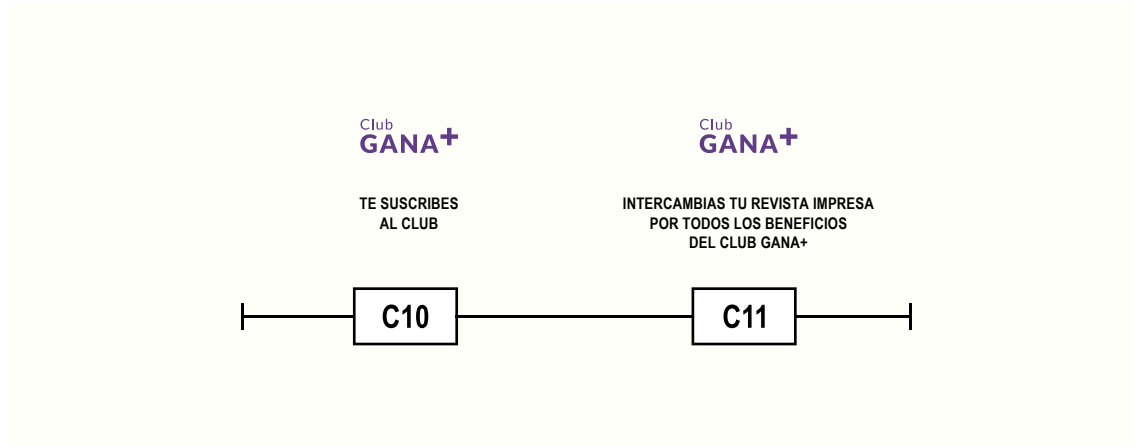 Club
GANA+
TE SUSCRIBES
AL CLUB
C10
Club
GANA+
INTERCAMBIAS TU REVISTA IMPRESA
POR TODOS LOS BENEFICIOS
DEL CLUB GANA+
C11